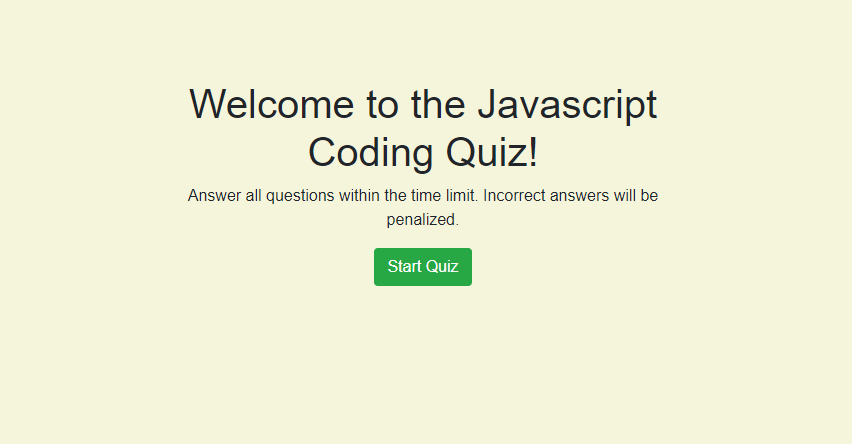 Welcome to the Javascript
Coding Quiz!
Answer all questions within the time limit. Incorrect answers will be
penalized.
Start Quiz